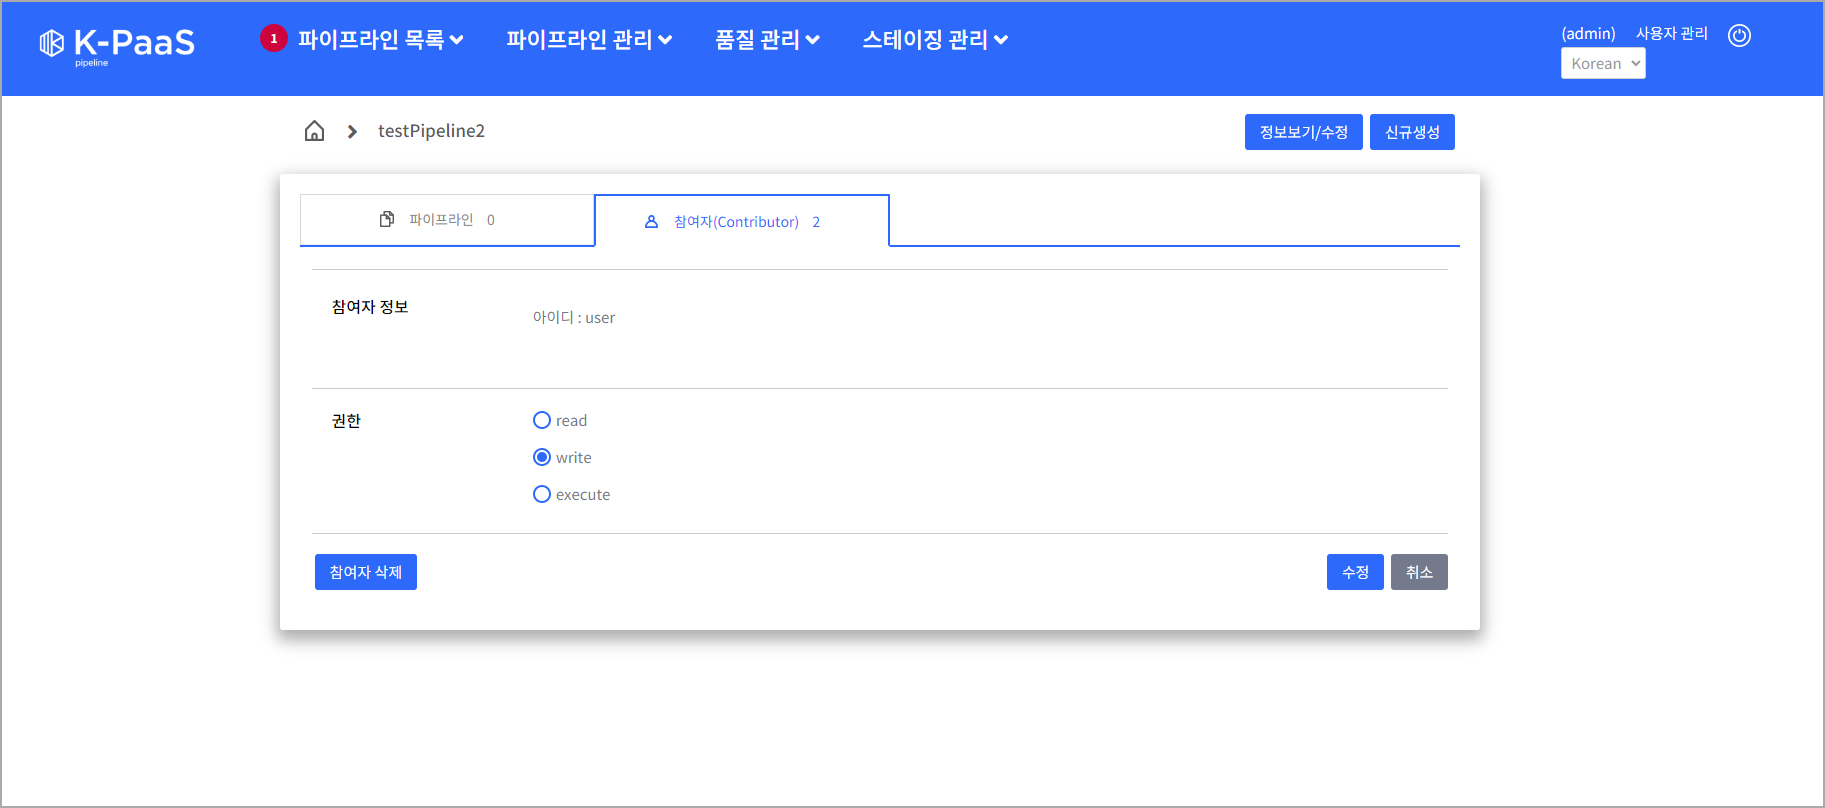 K-PaaS
pipeline
1 파이프라인 목록 파이프라인 관리 품질 관리 스테이징 관리
(admin) 사용자 관리
Korean
testPipeline2
정보보기/수정 신규생성
파이프라인 0 참여자(Contributor) 2
참여자 정보
아이디 : user
권한
read
write
execute
참여자 삭제 수정 취소